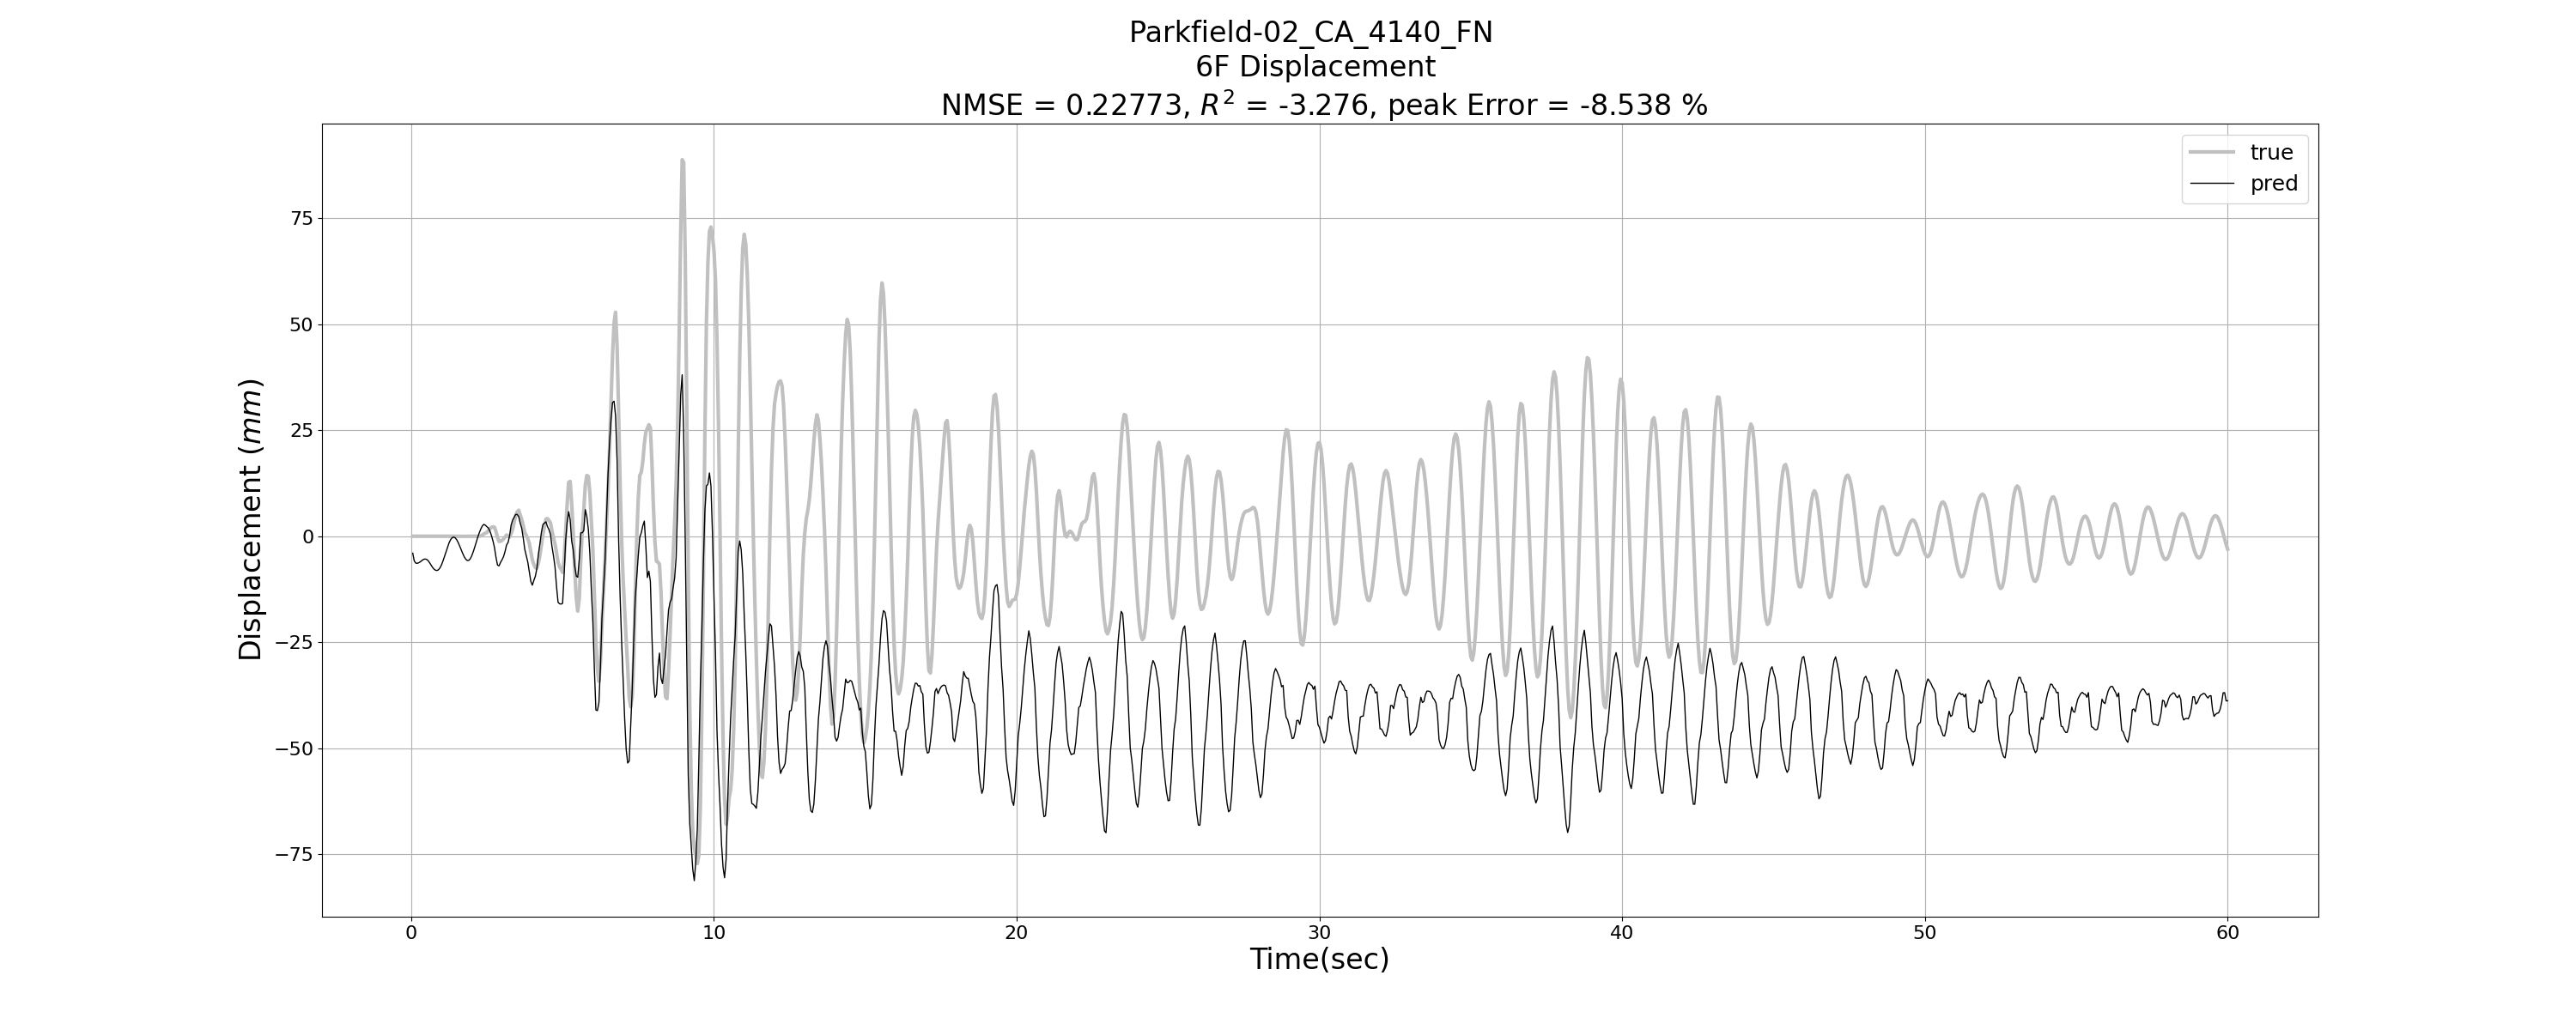 Parkfield-02_CA_4140_FN
6F Displacement
NMSE = 0.22773, R² = -3.276, peak Error = -8.538 %
true
pred
Displacement (mm)
75
50
25
0
−25
−50
−75
0 10 20 30 40 50 60
Time(sec)